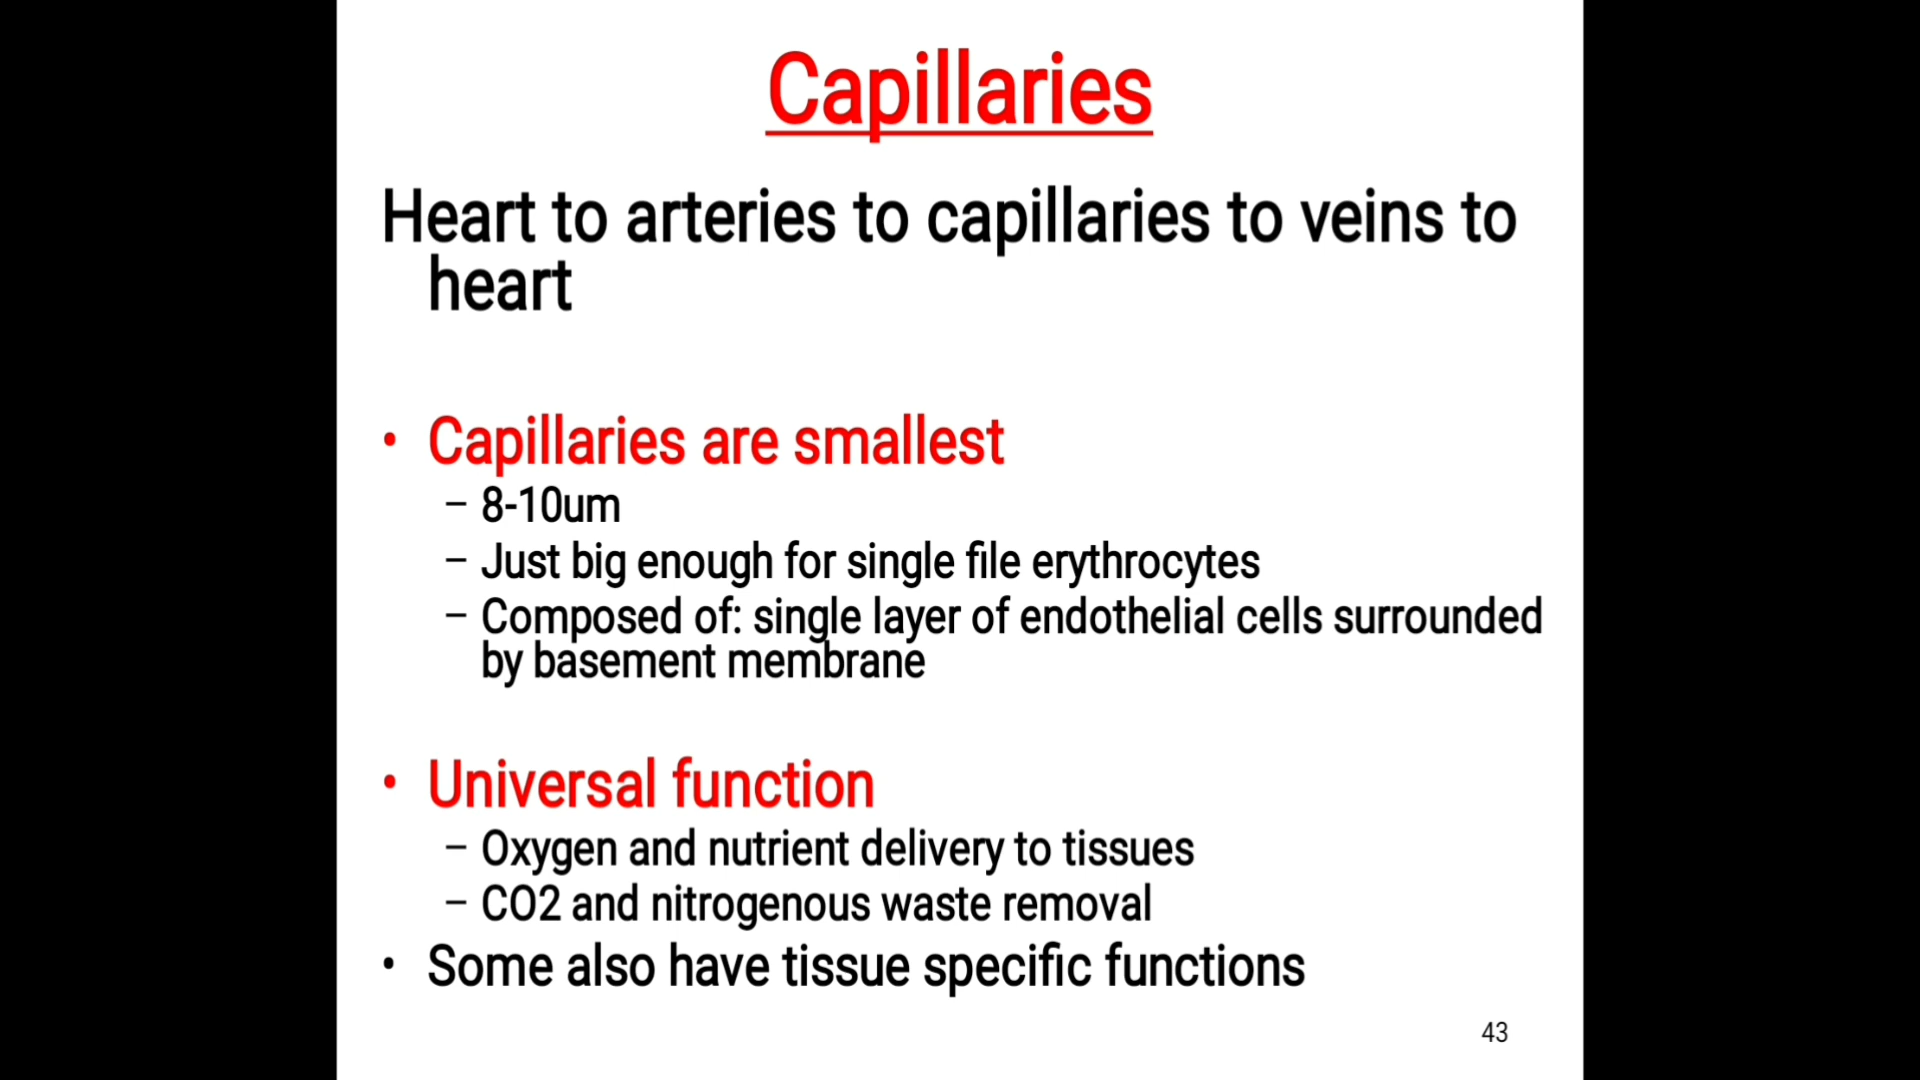 Capillaries
Heart to arteries to capillaries to veins to
heart
• Capillaries are smallest
– 8-10um
– Just big enough for single file erythrocytes
– Composed of: single layer of endothelial cells surrounded
by basement membrane
• Universal function
– Oxygen and nutrient delivery to tissues
– CO2 and nitrogenous waste removal
• Some also have tissue specific functions
43